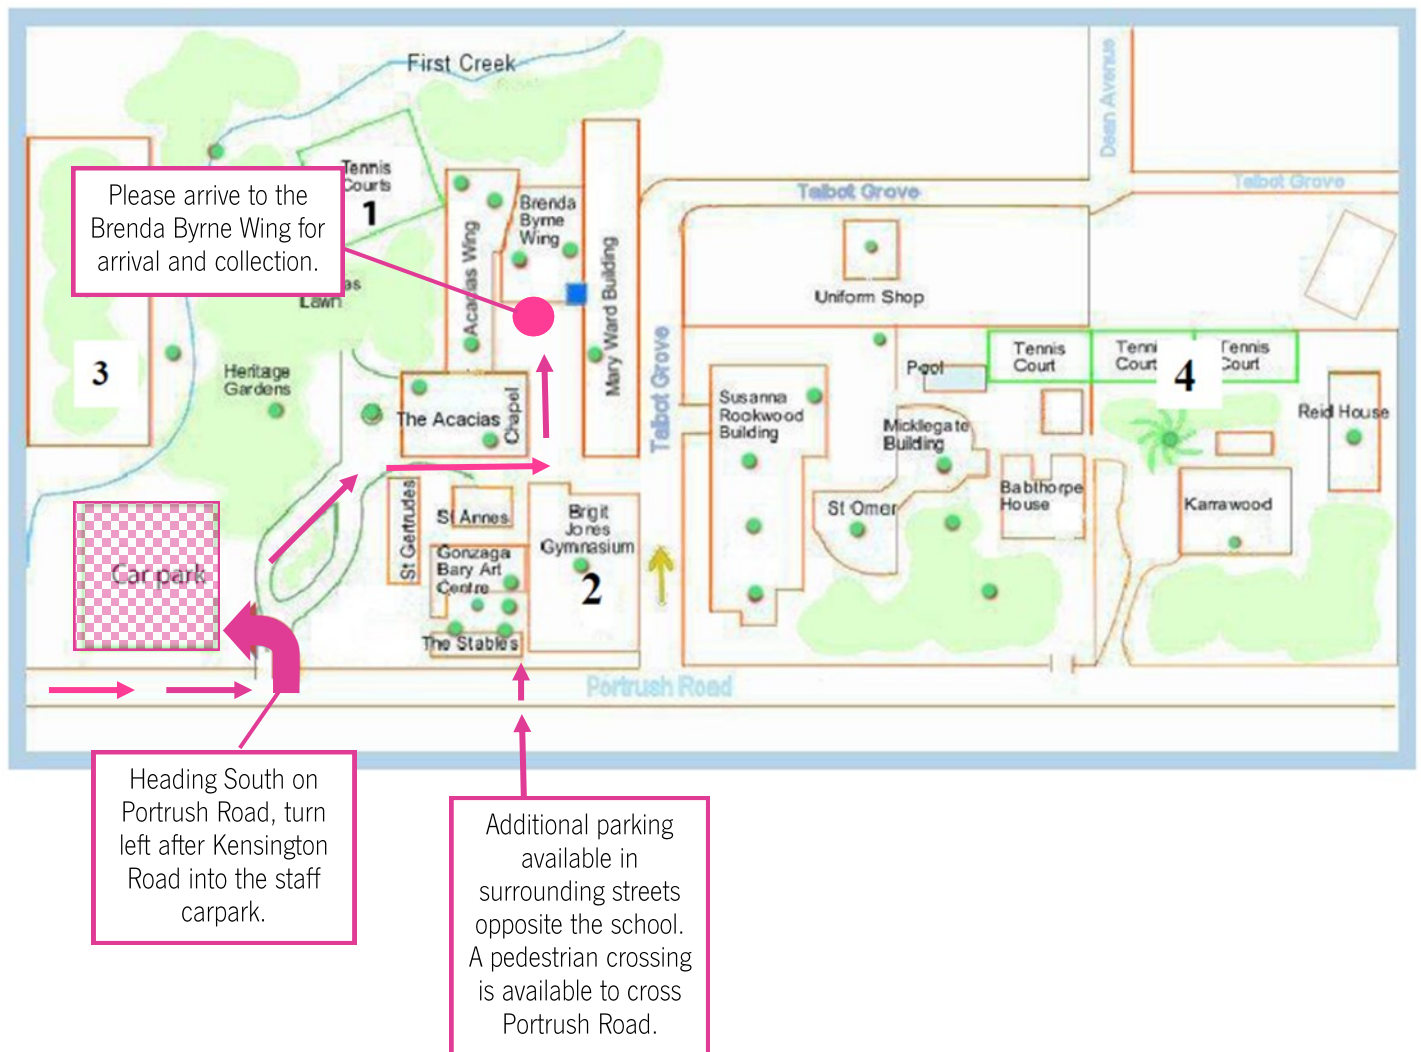 First Creek
Dean Avenue
Tennis
Courts
1
Please arrive to the
Brenda Byrne Wing for
arrival and collection.
Lawn
Brenda
Byrne
Wing
Acacias Wing
Mary Ward Building
Talbot Grove
Talbot Grove
Talbot Grove
Uniform Shop
3
Heritage
Gardens
The Acacias
Chapel
Tennis
Court
Tennis
Court
Tennis
Court
4
Pool
Susanna
Rookwood
Building
Micklegate
Building
Reid House
St Gertrudes
St Annes
Brigit
Jones
Gymnasium
2
St Omer
Babthorpe
House
Karrawood
Gonzaga
Bary Art
Centre
The Stables
Car park
Portrush Road
Heading South on
Portrush Road, turn
left after Kensington
Road into the staff
carpark.
Additional parking
available in
surrounding streets
opposite the school.
A pedestrian crossing
is available to cross
Portrush Road.